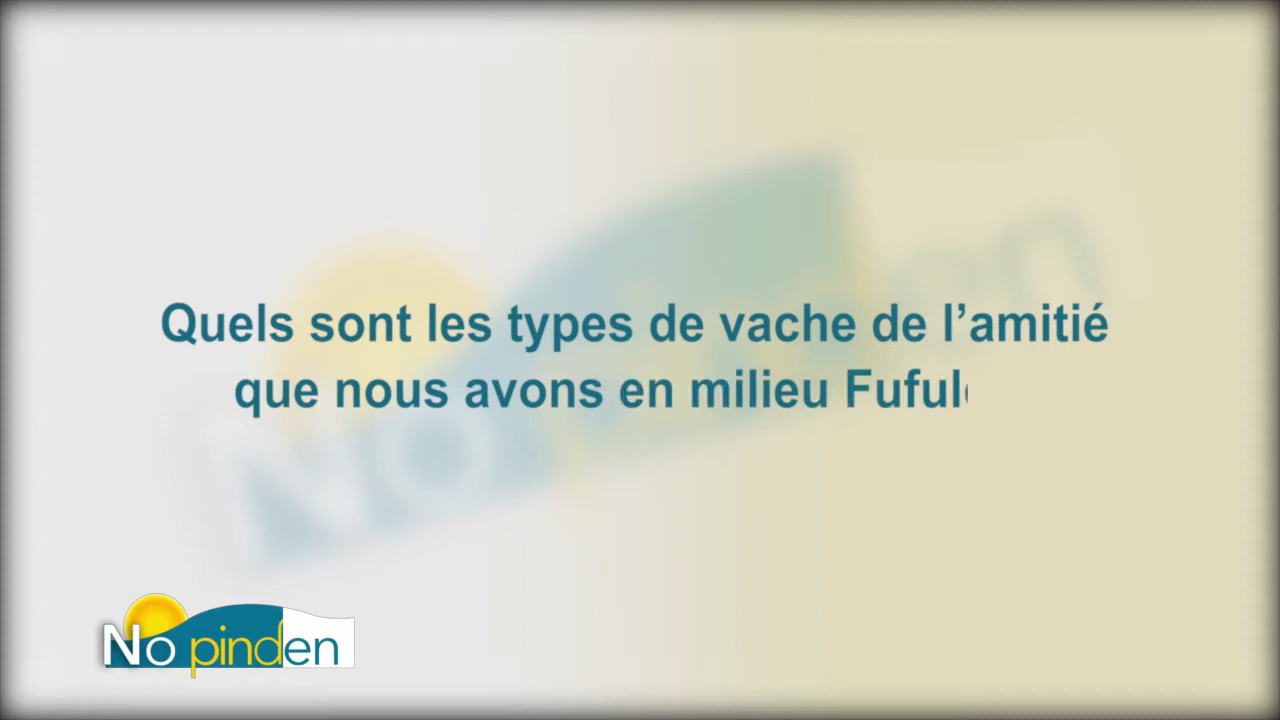 Quels sont les types de vache de l’amitié
que nous avons en milieu
No pinden